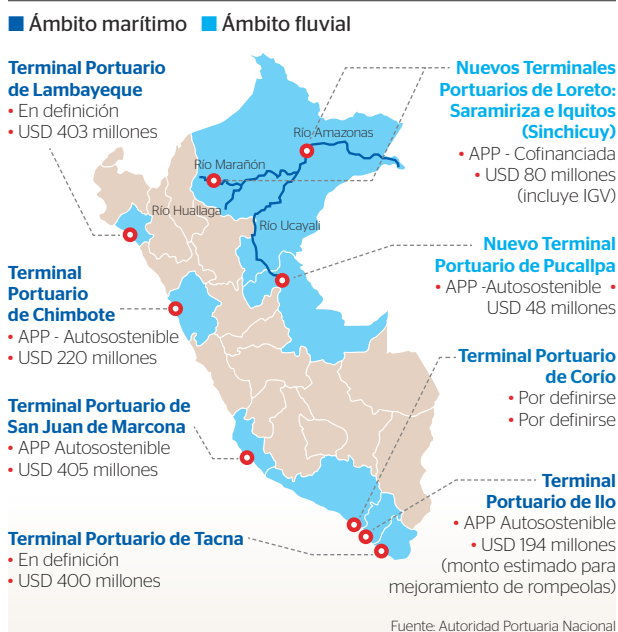 Ámbito marítimo
Ámbito fluvial
Terminal Portuario
de Lambayeque
• En definición
• USD 403 millones
Terminal
Portuario
de Chimbote
• APP - Autosostenible
• USD 220 millones
Terminal Portuario de
San Juan de Marcona
• APP Autosostenible
• USD 405 millones
Terminal Portuario de Tacna
• En definición
• USD 400 millones
Río Amazonas
Río Marañón
Río Huallaga
Río Ucayali
Nuevos Terminales
Portuarios de Loreto:
Saramiriza e Iquitos
(Sinchicuy)
• APP - Cofinanciada
• USD 80 millones
(incluye IGV)
Nuevo Terminal
Portuario de Pucallpa
• APP -Autosostenible •
USD 48 millones
Terminal Portuario
de Corío
• Por definirse
• Por definirse
Terminal
Portuario de Ilo
• APP Autosostenible
• USD 194 millones
(monto estimado para
mejoramiento de rompeolas)
Fuente: Autoridad Portuaria Nacional